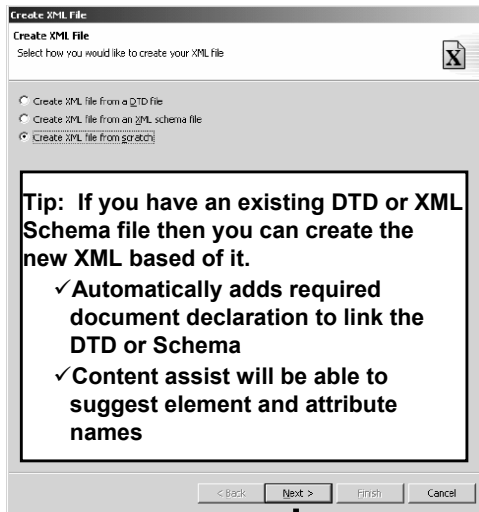 Create XML File
Create XML File
Select how you would like to create your XML file
X
Create XML file from a DTD file
Create XML file from an XML schema file
Create XML file from scratch
Tip: If you have an existing DTD or XML
Schema file then you can create the
new XML based of it.
✓Automatically adds required
document declaration to link the
DTD or Schema
✓Content assist will be able to
suggest element and attribute
names
< Back Next > Finish Cancel